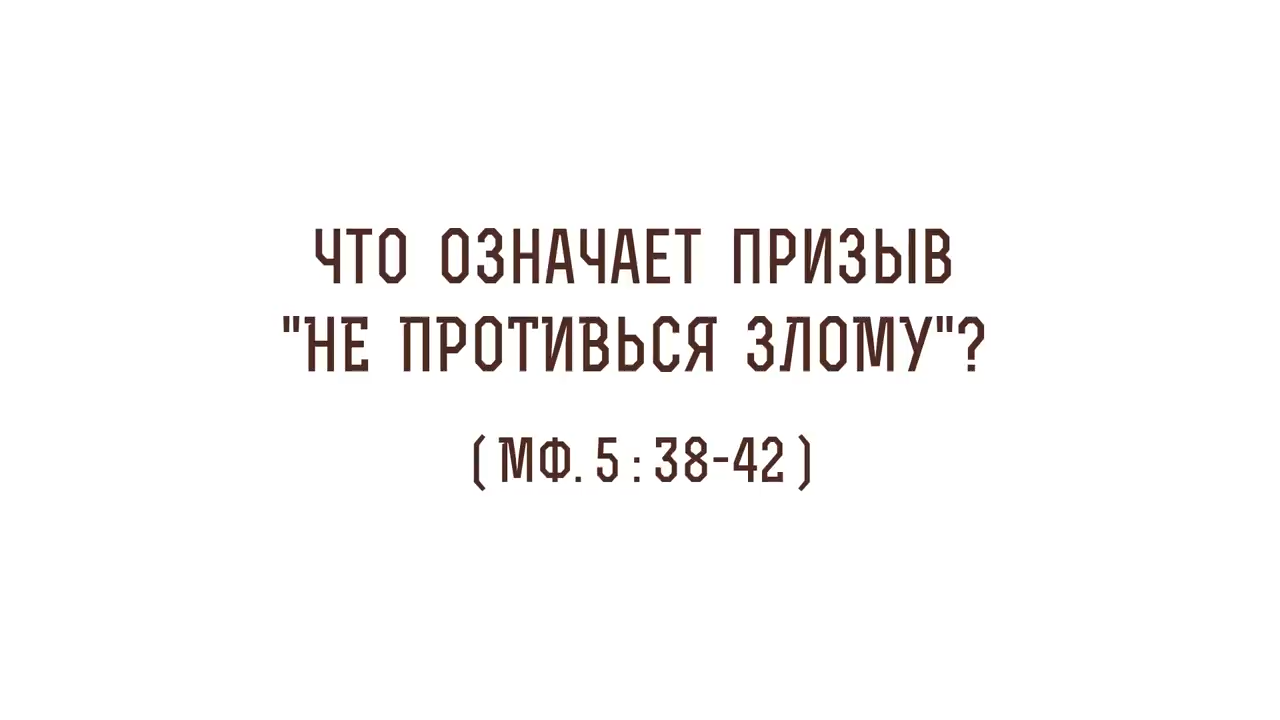 ЧТО ОЗНАЧАЕТ ПРИЗЫВ
"НЕ ПРОТИВЬСЯ ЗЛОМУ"?
(МФ. 5:38-42)